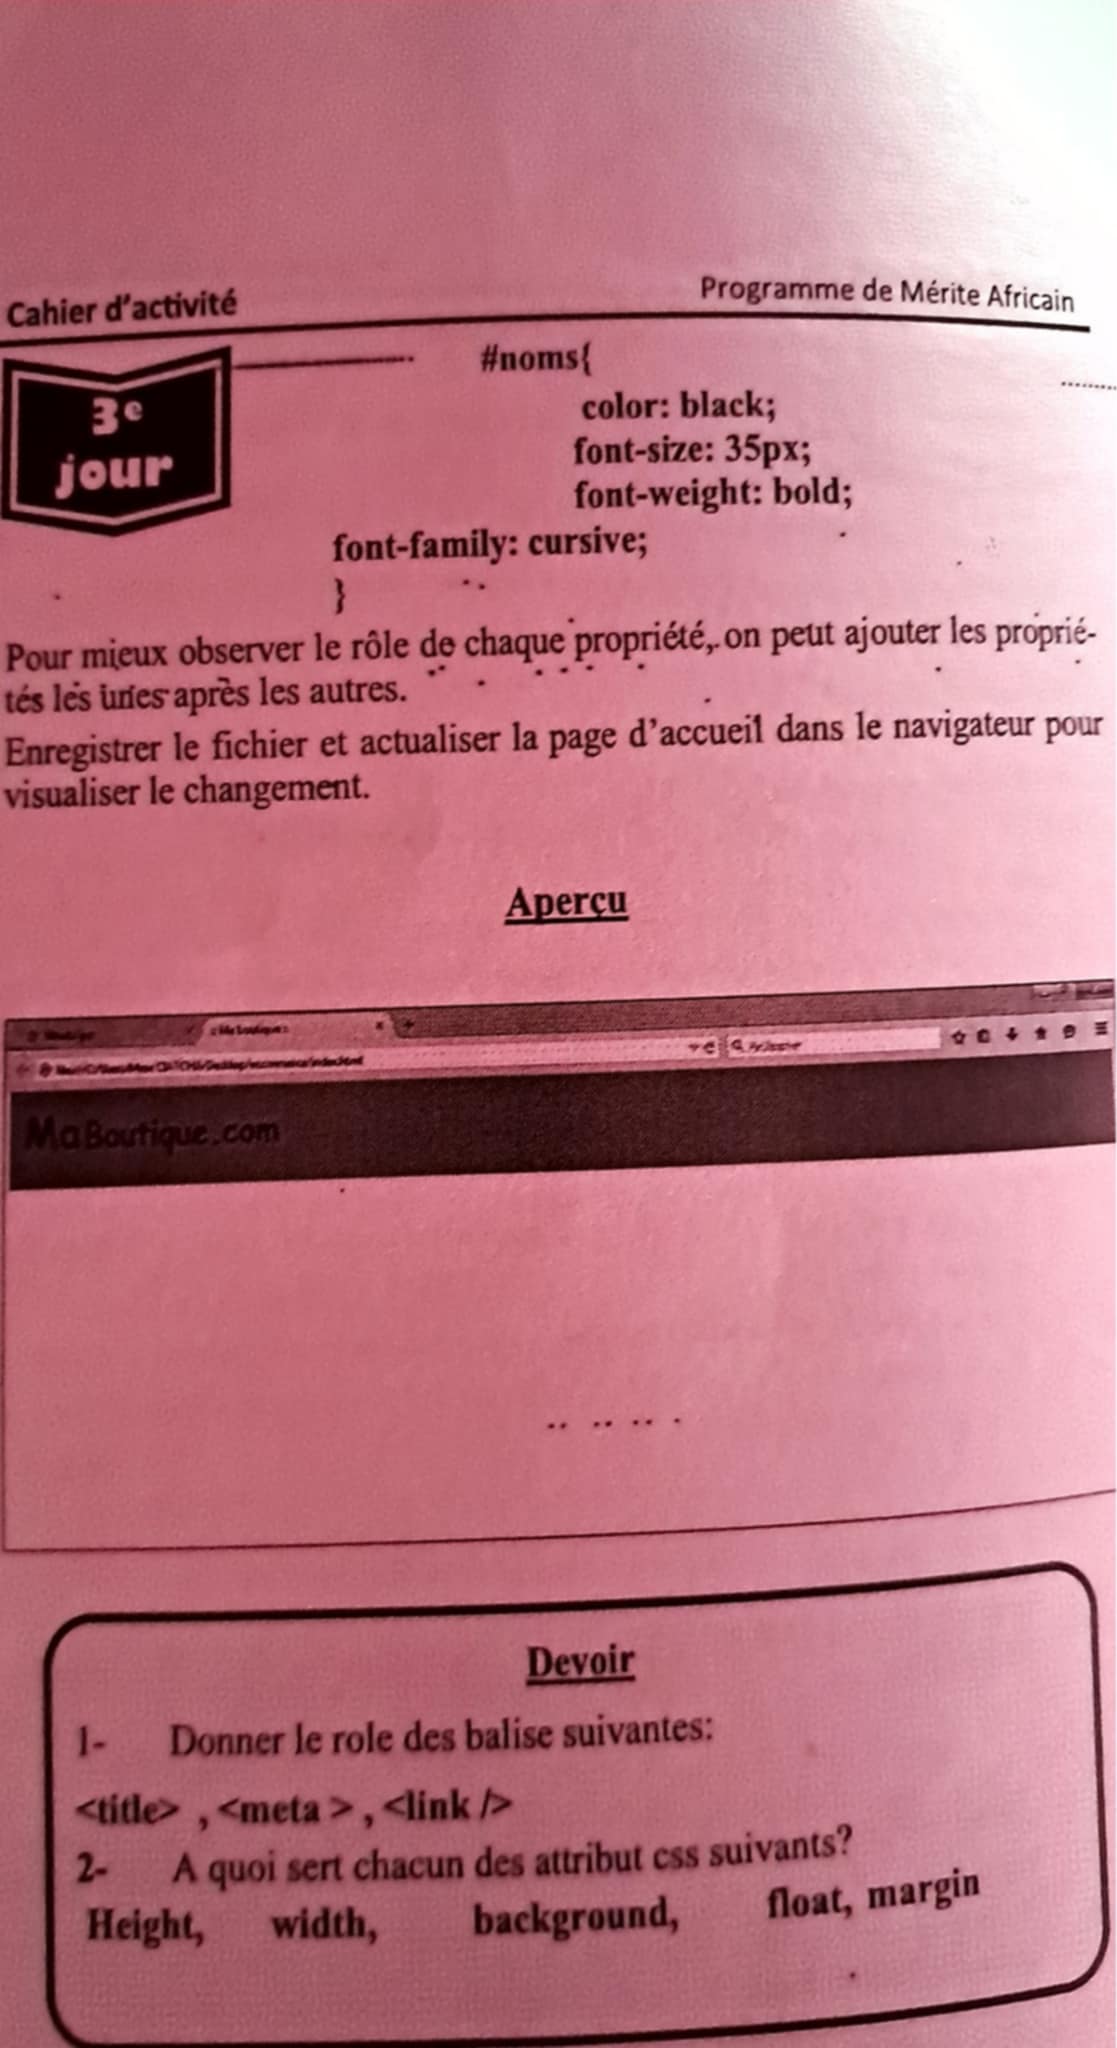 Cahier d'activité
Programme de Mérite Africain
3e
jour
#noms{
color: black;
font-size: 35px;
font-weight: bold;
font-family: cursive;
}
Pour mieux observer le rôle de chaque propriété, on peut ajouter les proprié-
tés les unes après les autres.
Enregistrer le fichier et actualiser la page d'accueil dans le navigateur pour
visualiser le changement.
Aperçu
MaBoutique.com
Devoir
1- Donner le role des balise suivantes:
<title> , <meta > , <link />
2- A quoi sert chacun des attribut css suivants?
Height, width, background, float, margin